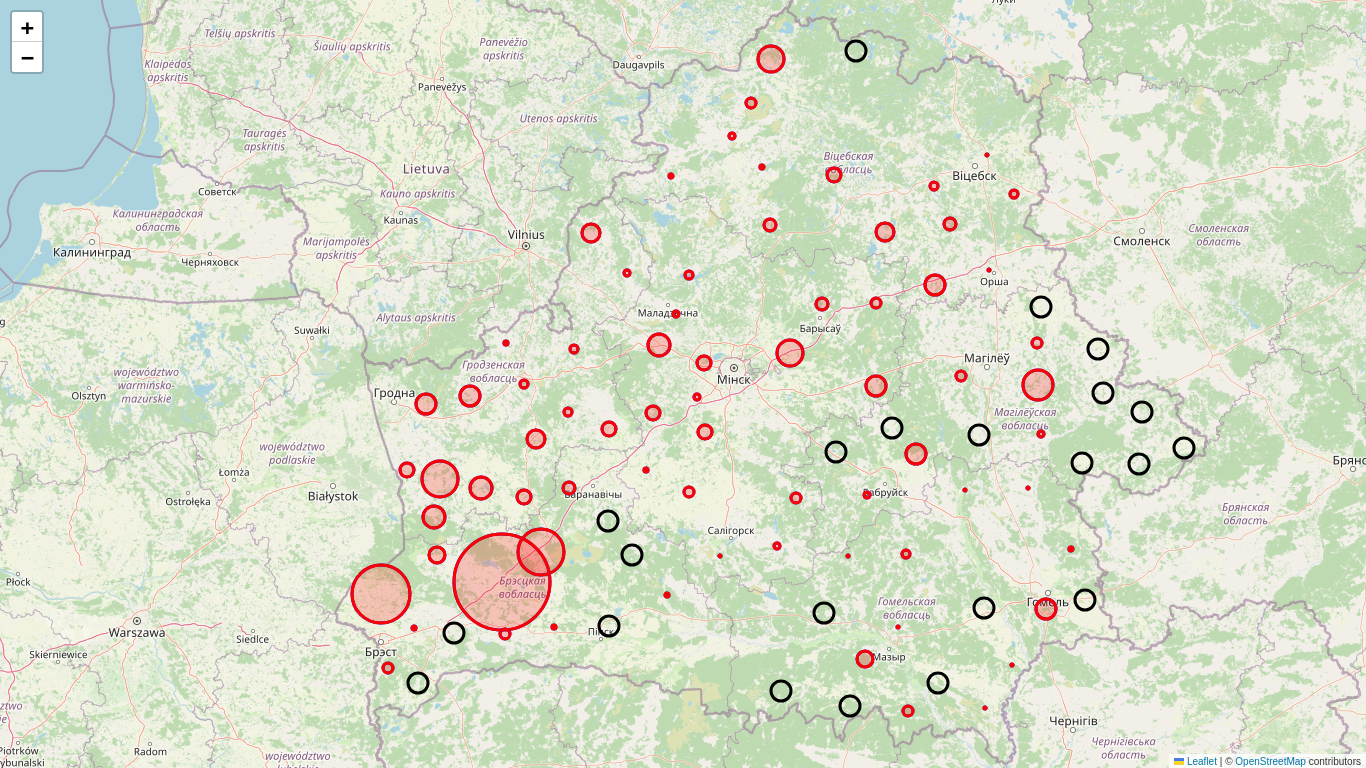 +
−
Telšių apskritis
Šiaulių apskritis
Panevėžio
apskritis
Луки
Klaipėdos
apskritis
Daugavpils
Panevėžys
Utenos apskritis
Tauragės
apskritis
Lietuva
Віцебская
вобласць
Віцебск
Советск
Kauno apskritis
Kaunas
Калининградская
область
Vilnius
Marijampolės
apskritis
Калининград
Черняховск
Смоленск
Смоленская
область
Орша
Маладзечна
Alytaus apskritis
Suwałki
Барысаў
Гродзенская
вобласць
Магілёў
Мінск
województwo
warmińsko-
mazurskie
Olsztyn
Гродна
Магілёўская
вобласць
województwo
podlaskie
Łomża
Białystok
Ostrołęka
Баранавічы
Бабруйск
Брянская
область
Салігорск
Płock
Брэсцкая
вобласць
Гомельская
вобласць
Гомель
Warszawa
Siedlce
Пінск
Skierniewice
Брэст
Мазыр
Чернігів
Чернігівська
область
Radom
województwo
Piotrków
Leaflet | © OpenStreetMap contributors